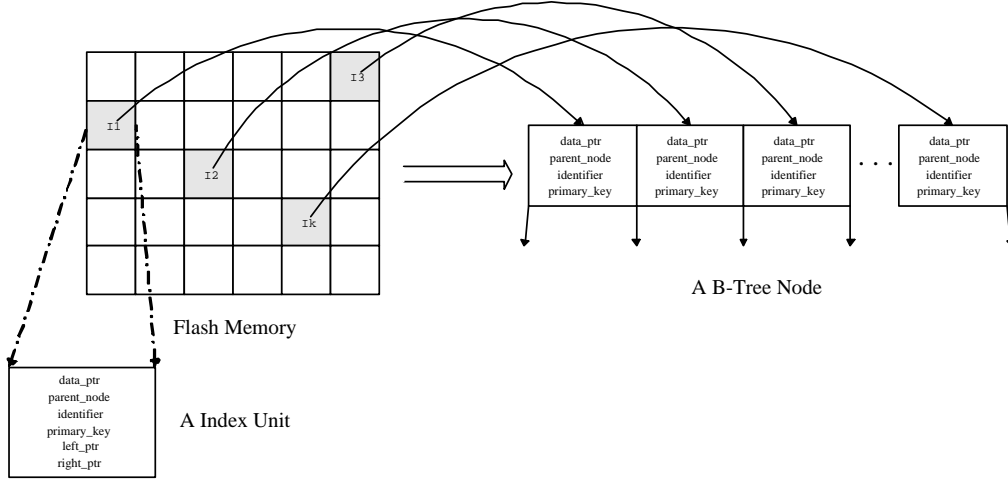 I3
I1
I2
Ik
data_ptr
parent_node
identifier
primary_key
data_ptr
parent_node
identifier
primary_key
data_ptr
parent_node
identifier
primary_key
. . .
data_ptr
parent_node
identifier
primary_key
A B-Tree Node
Flash Memory
data_ptr
parent_node
identifier
primary_key
left_ptr
right_ptr
A Index Unit